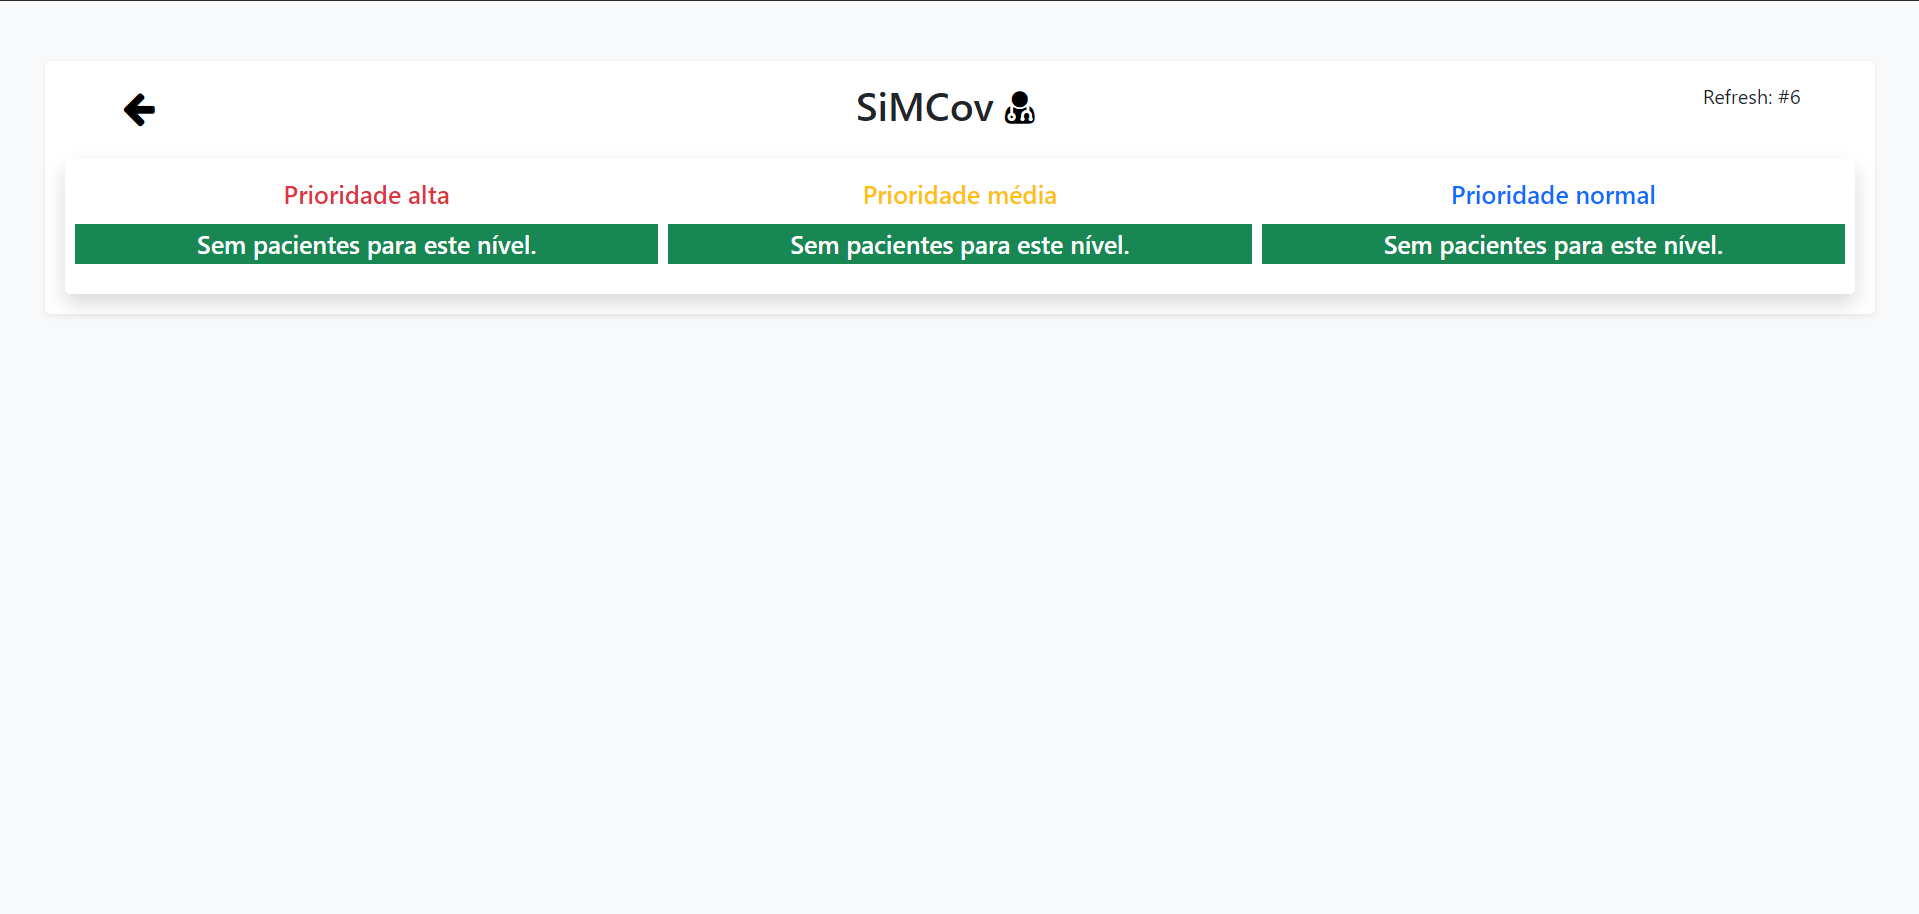 SiMCov
Refresh: #6
Prioridade alta
Prioridade média
Prioridade normal
Sem pacientes para este nível.
Sem pacientes para este nível.
Sem pacientes para este nível.